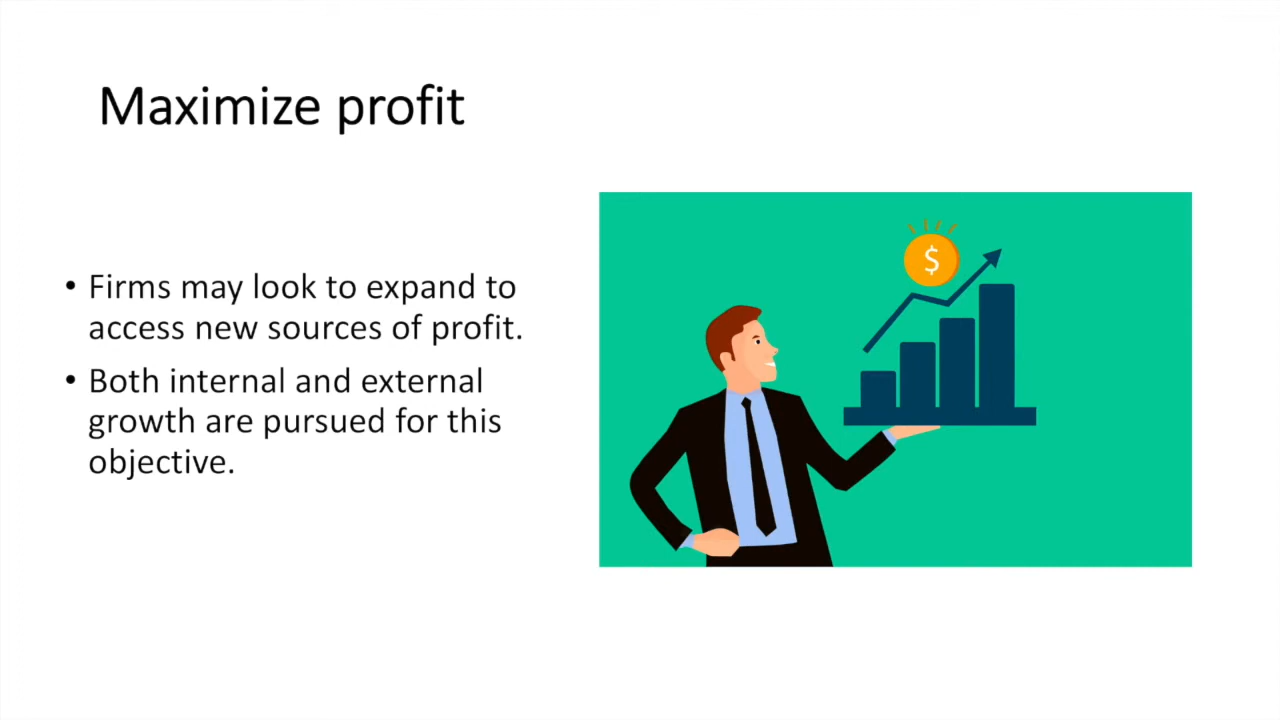 Maximize profit
• Firms may look to expand to
access new sources of profit.
• Both internal and external
growth are pursued for this
objective.
$